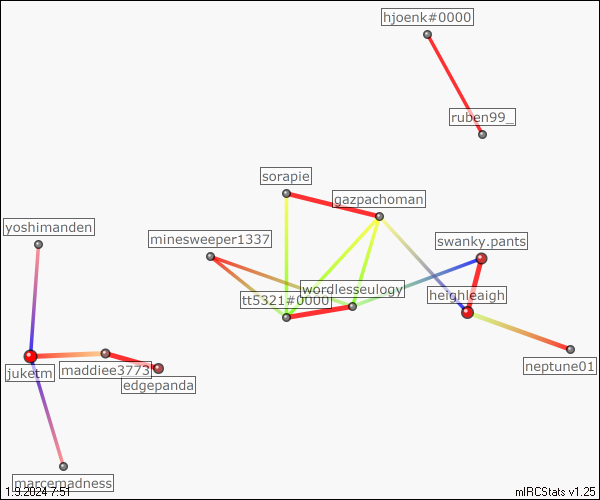 hjoenk#0000
ruben99_
sorapie
gazpachoman
yoshimanden
minesweeper1337
swanky.pants
wordlesseulogy
heighleaigh
tt5321#0000
neptune01
juketm
maddiee3773
edgepanda
marcemadness
1.9.2024 7:51
mIRCStats v1.25